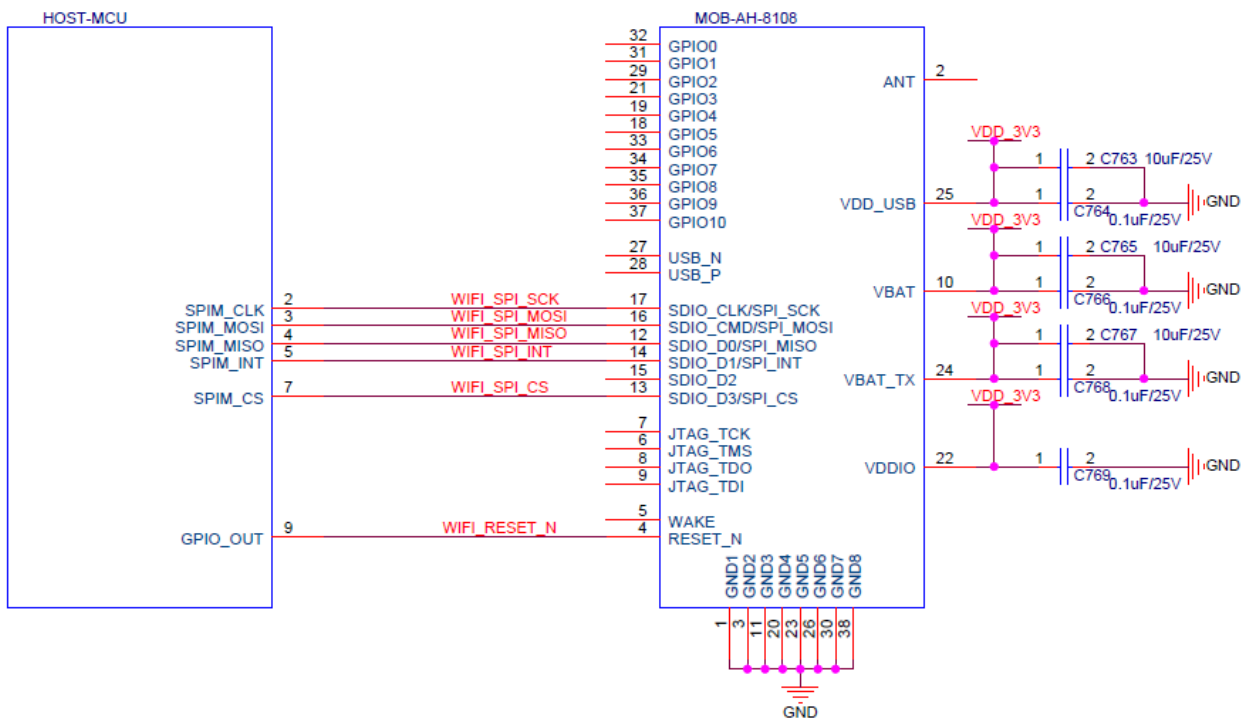 HOST-MCU
SPIM_CLK 2
SPIM_MOSI 3
SPIM_MISO 4
SPIM_INT 5
SPIM_CS 7
GPIO_OUT 9
WIFI_SPI_SCK
WIFI_SPI_MOSI
WIFI_SPI_MISO
WIFI_SPI_INT
WIFI_SPI_CS
WIFI_RESET_N
MOB-AH-8108
32 GPIO0
31 GPIO1
29 GPIO2
21 GPIO3
19 GPIO4
18 GPIO5
33 GPIO6
34 GPIO7
35 GPIO8
36 GPIO9
37 GPIO10
27 USB_N
28 USB_P
17 SDIO_CLK/SPI_SCK
16 SDIO_CMD/SPI_MOSI
12 SDIO_D0/SPI_MISO
14 SDIO_D1/SPI_INT
15 SDIO_D2
13 SDIO_D3/SPI_CS
7 JTAG_TCK
6 JTAG_TMS
8 JTAG_TDO
9 JTAG_TDI
5 WAKE
4 RESET_N
GND1 GND2 GND3 GND4 GND5 GND6 GND7 GND8
1 3 11 20 23 26 30 38
GND
ANT 2
VDD_3V3
1 2 C763 10uF/25V
VDD_USB 25 1 2 GND
C764 0.1uF/25V
VDD_3V3
1 2 C765 10uF/25V
VBAT 10 1 2 GND
C766 0.1uF/25V
VDD_3V3
1 2 C767 10uF/25V
VBAT_TX 24 1 2 GND
C768 0.1uF/25V
VDD_3V3
VDDIO 22 1 2 GND
C769 0.1uF/25V